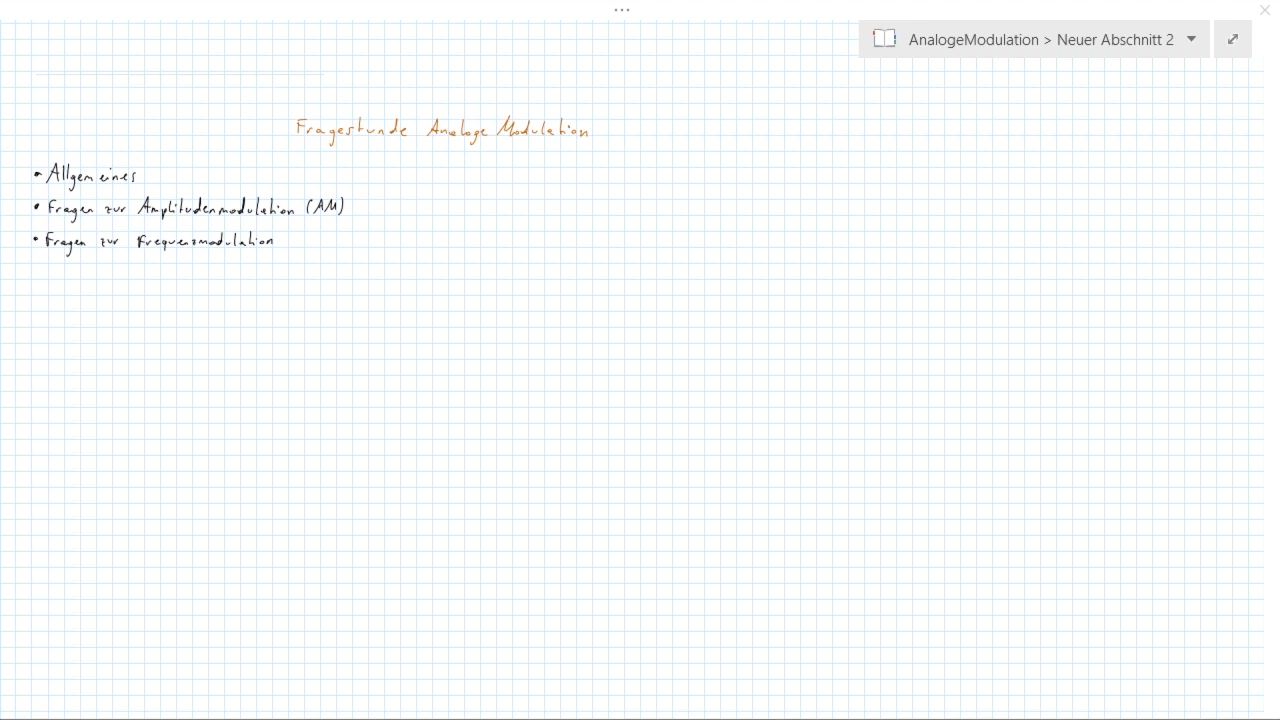 AnalogeModulation > Neuer Abschnitt 2
Fragestunde Analoge Modulation
• Allgemeines
• Fragen zur Amplitudenmodulation (AM)
• Fragen zur Frequenzmodulation